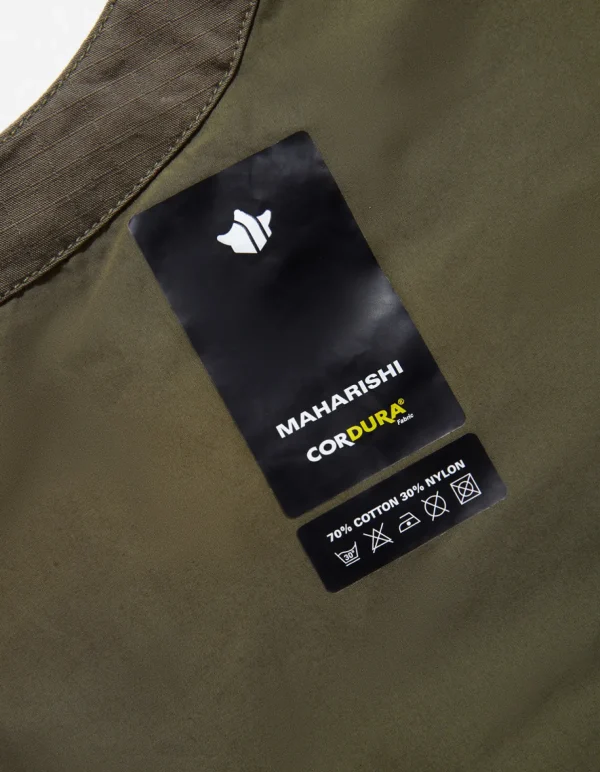 MAHARISHI
CORDURA®
Fabric
70% COTTON 30% NYLON
30°